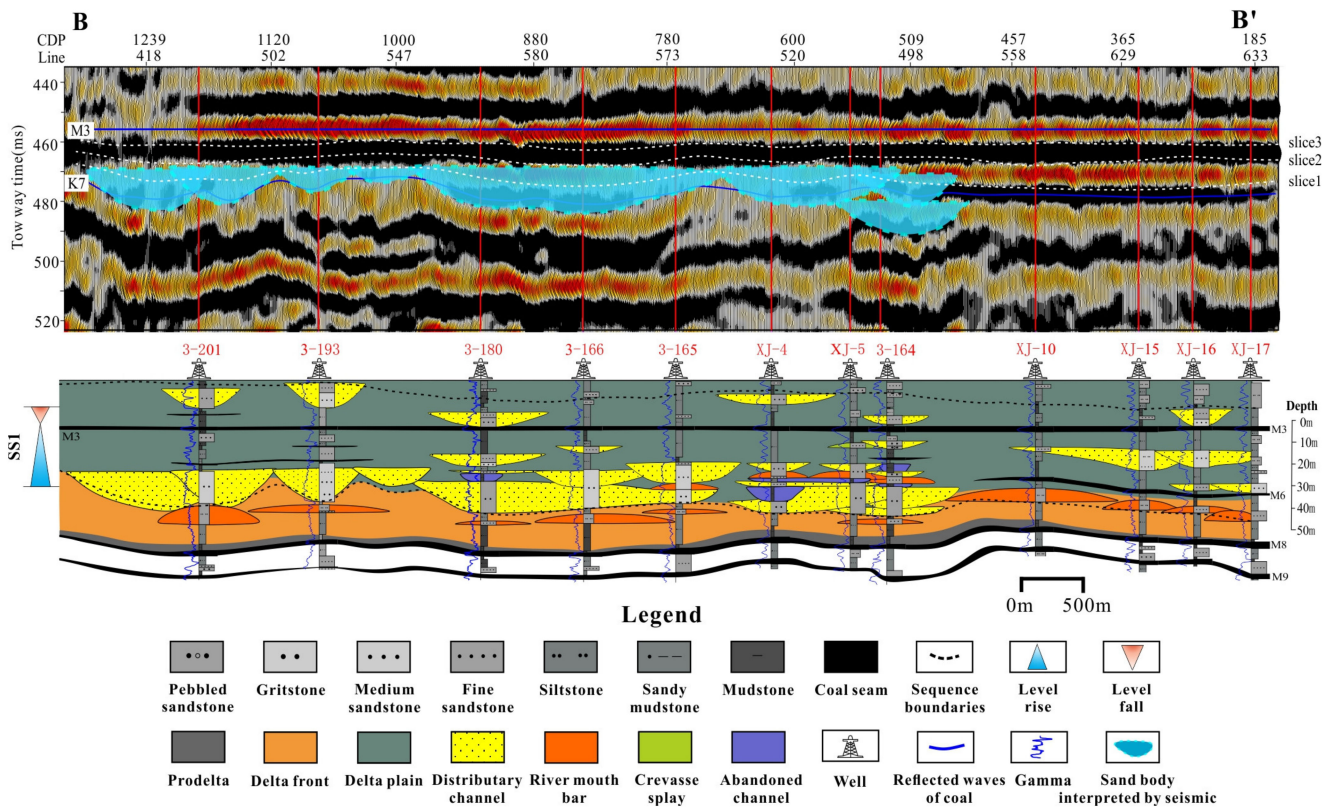 B B'
CDP 1239 1120 1000 880 780 600 509 457 365 185
Line 418 502 547 580 573 520 498 558 629 633
Tow way time(ms)
440
460
480
500
520
M3
K7
slice3
slice2
slice1
3-201 3-193 3-180 3-166 3-165 XJ-4 XJ-5 3-164 XJ-10 XJ-15 XJ-16 XJ-17
SS1
M3
Depth
0m
10m
20m
30m
40m
50m
M3
M6
M8
M9
0m 500m
Legend
Pebbled sandstone
Gritstone
Medium sandstone
Fine sandstone
Siltstone
Sandy mudstone
Mudstone
Coal seam
Sequence boundaries
Level rise
Level fall
Prodelta
Delta front
Delta plain
Distributary channel
River mouth bar
Crevasse splay
Abandoned channel
Well
Reflected waves of coal
Gamma
Sand body interpreted by seismic